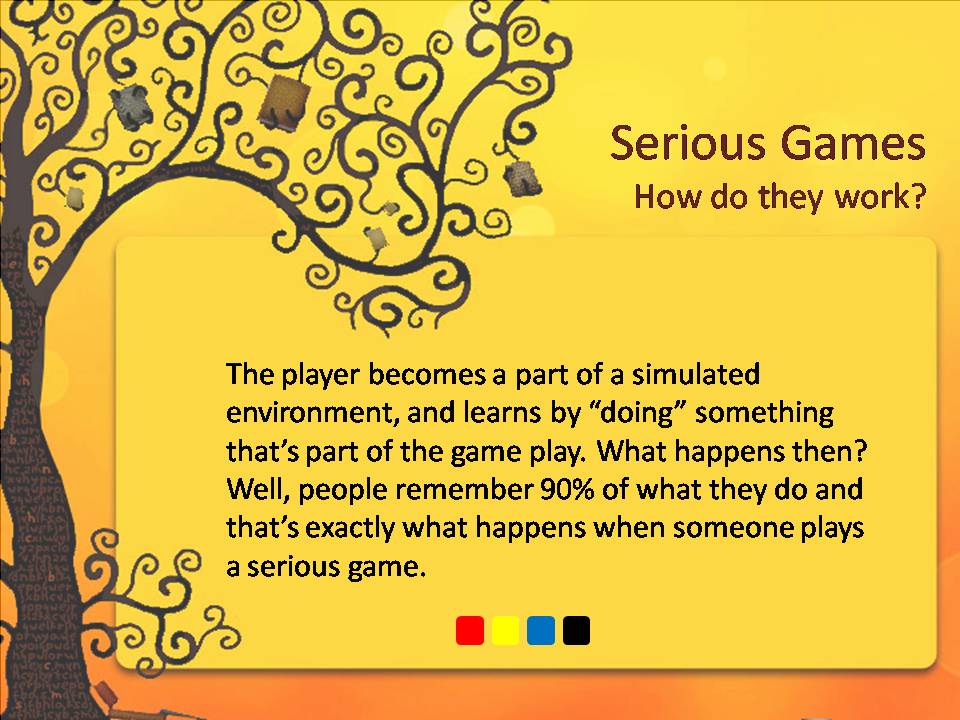 Serious Games
How do they work?
The player becomes a part of a simulated
environment, and learns by “doing” something
that’s part of the game play. What happens then?
Well, people remember 90% of what they do and
that’s exactly what happens when someone plays
a serious game.